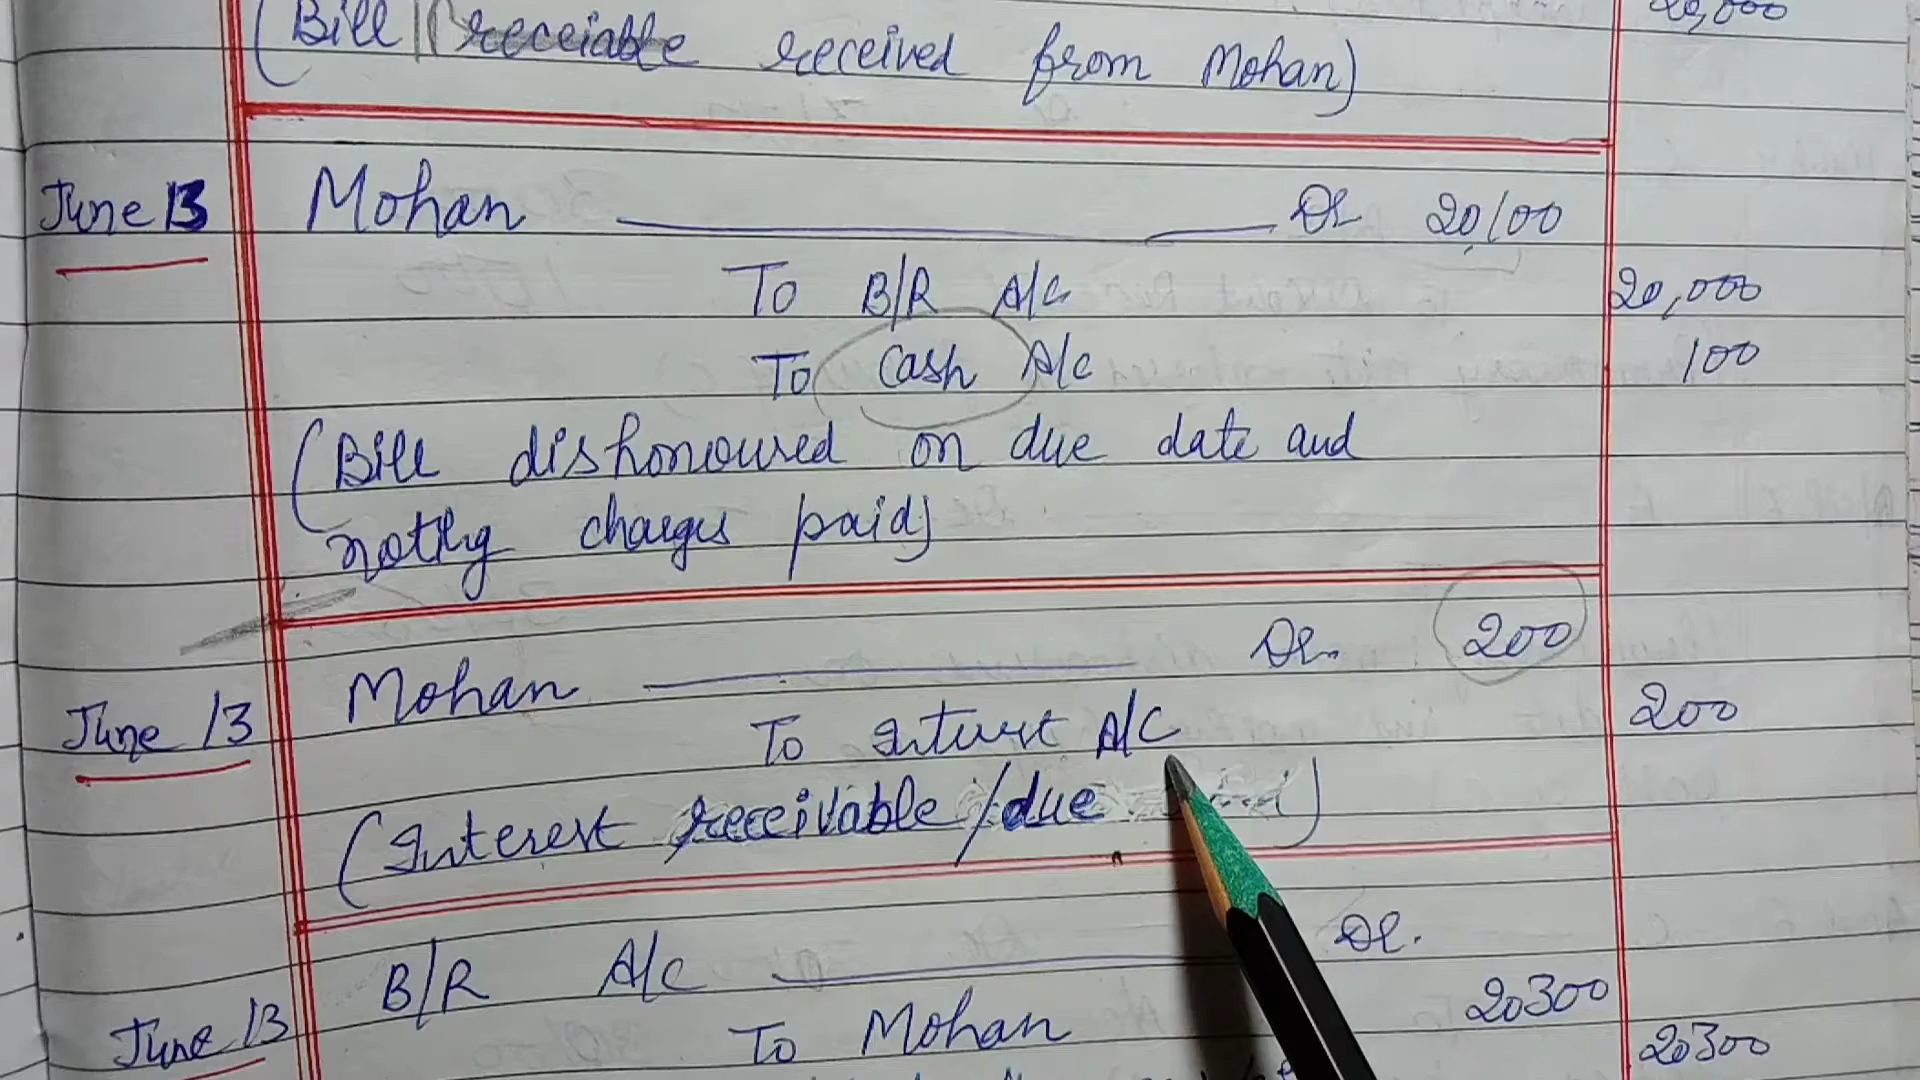 20,000
(Bill receiable received from Mohan)
June 13 Mohan Dr 20,100
To B/R A/c 20,000
To Cash A/c 100
(Bill dishonoured on due date and
notry charges paid)
Mohan Dr. 200
June 13 To Interest A/C 200
(Interest receivable/due)
B/R A/c Dr. 20300
June 13 To Mohan 20300